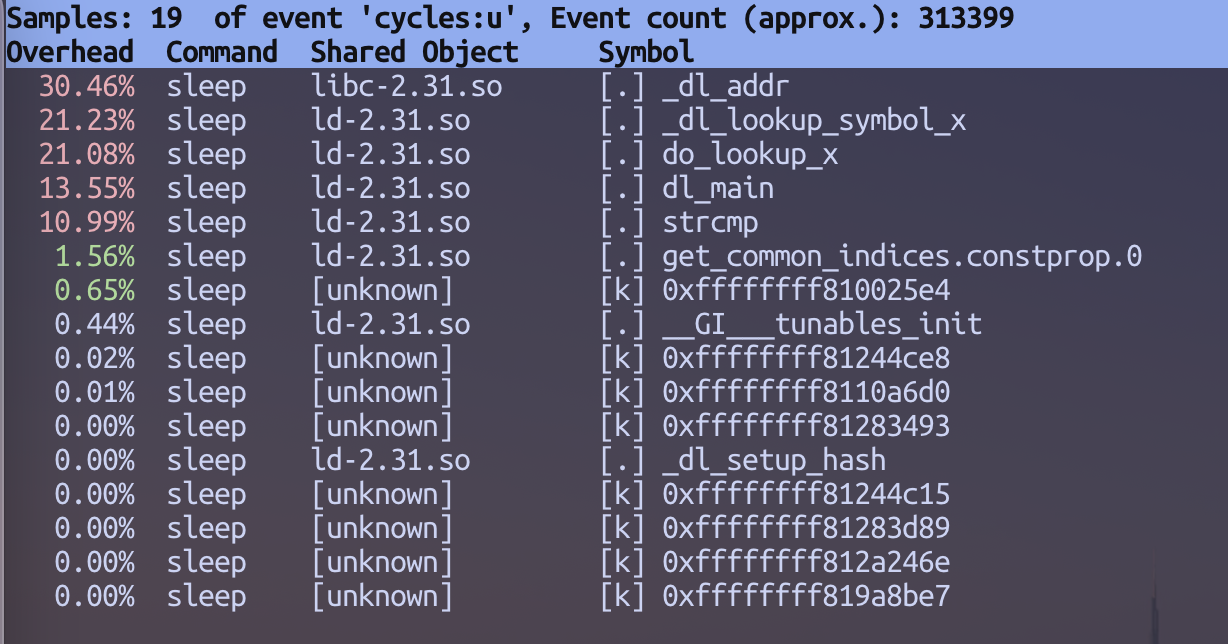 Samples: 19  of event 'cycles:u', Event count (approx.): 313399
Overhead  Command  Shared Object     Symbol
30.46%  sleep    libc-2.31.so      [.] _dl_addr
21.23%  sleep    ld-2.31.so        [.] _dl_lookup_symbol_x
21.08%  sleep    ld-2.31.so        [.] do_lookup_x
13.55%  sleep    ld-2.31.so        [.] dl_main
10.99%  sleep    ld-2.31.so        [.] strcmp
1.56%  sleep    ld-2.31.so        [.] get_common_indices.constprop.0
0.65%  sleep    [unknown]         [k] 0xffffffff810025e4
0.44%  sleep    ld-2.31.so        [.] __GI___tunables_init
0.02%  sleep    [unknown]         [k] 0xffffffff81244ce8
0.01%  sleep    [unknown]         [k] 0xffffffff8110a6d0
0.00%  sleep    [unknown]         [k] 0xffffffff81283493
0.00%  sleep    ld-2.31.so        [.] _dl_setup_hash
0.00%  sleep    [unknown]         [k] 0xffffffff81244c15
0.00%  sleep    [unknown]         [k] 0xffffffff81283d89
0.00%  sleep    [unknown]         [k] 0xffffffff812a246e
0.00%  sleep    [unknown]         [k] 0xffffffff819a8be7